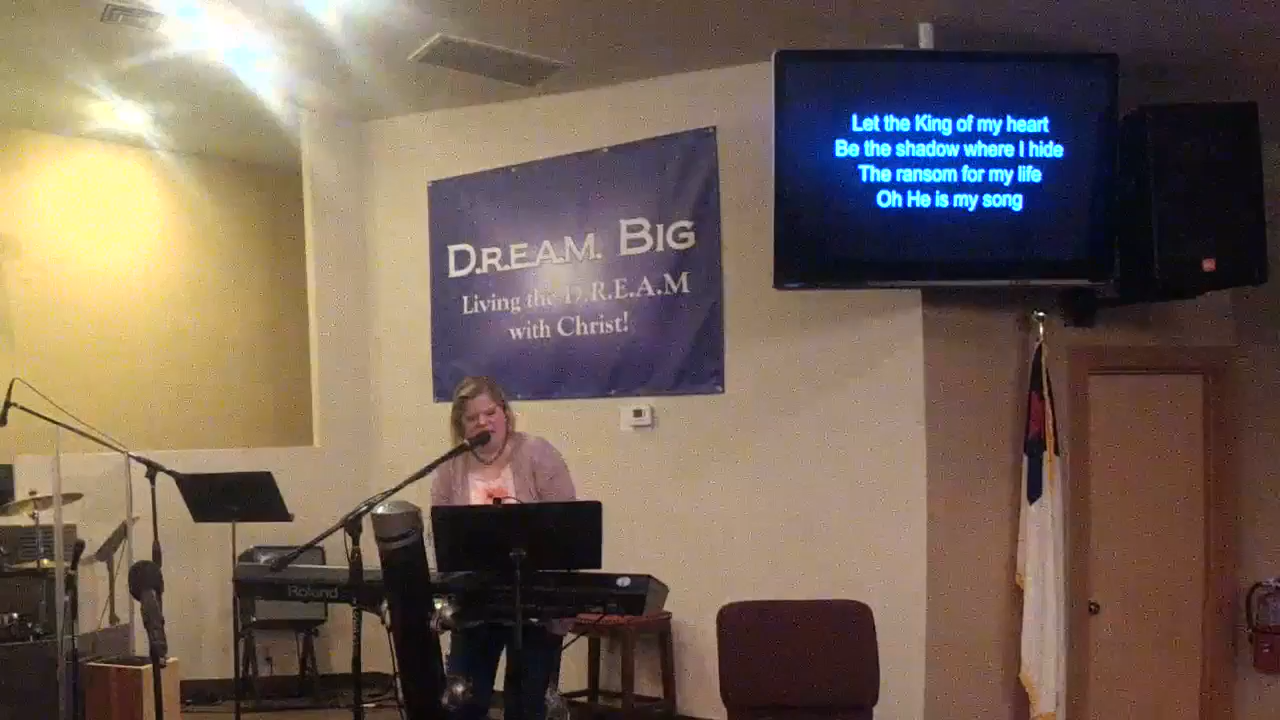 D.R.E.A.M. BIG
Living the D.R.E.A.M
with Christ!
Let the King of my heart
Be the shadow where I hide
The ransom for my life
Oh He is my song
Roland